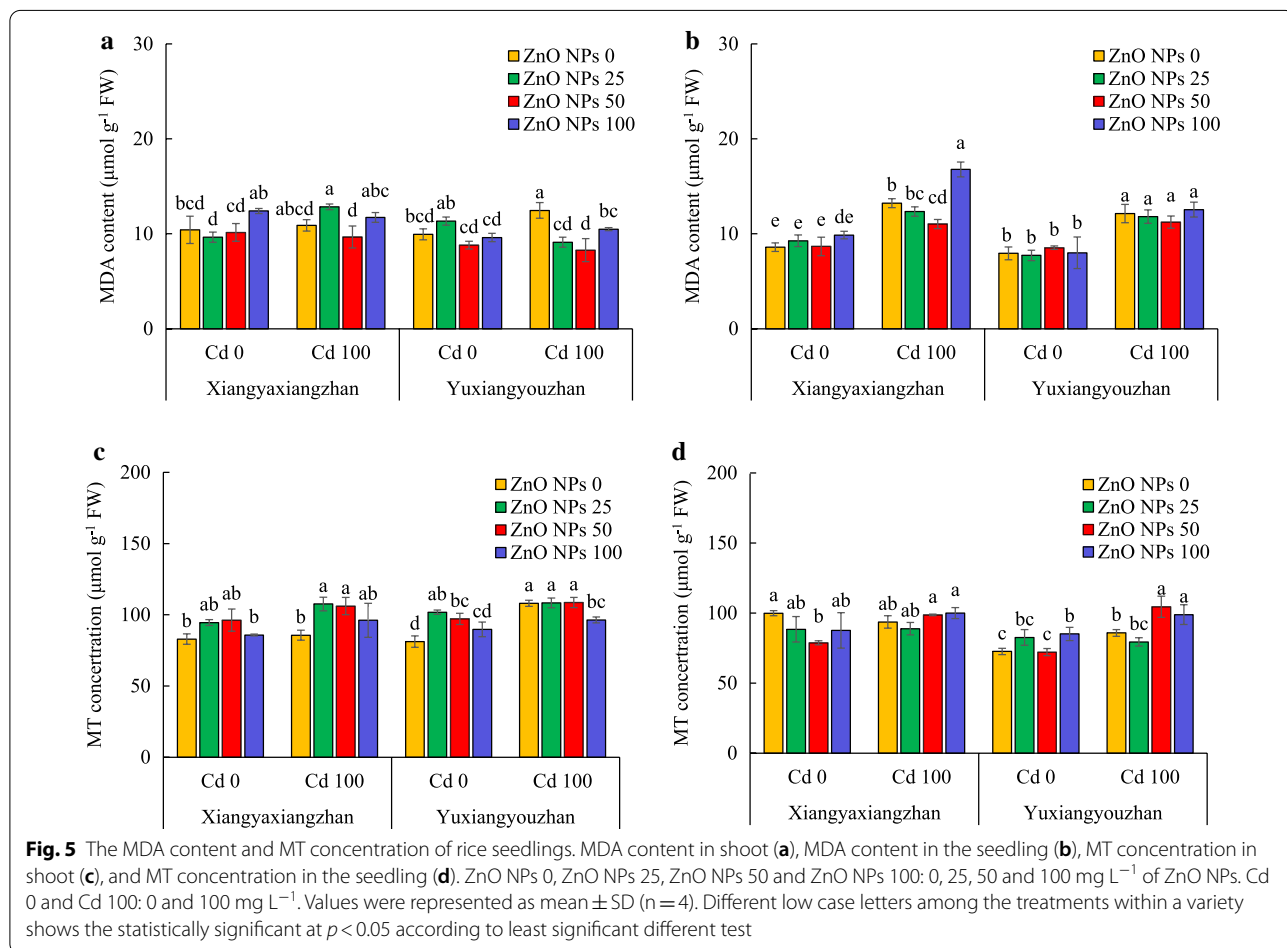 a
30
20
10
0
MDA content (µmol g-1 FW)
ZnO NPs 0
ZnO NPs 25
ZnO NPs 50
ZnO NPs 100
bcd d cd ab abcd a d abc bcd ab cd cd a cd d bc
Cd 0 Cd 100 Cd 0 Cd 100
Xiangyaxiangzhan Yuxiangyouzhan
b
30
20
10
0
MDA content (µmol g-1 FW)
ZnO NPs 0
ZnO NPs 25
ZnO NPs 50
ZnO NPs 100
e e e de b bc cd a b b b b a a a a
Cd 0 Cd 100 Cd 0 Cd 100
Xiangyaxiangzhan Yuxiangyouzhan
c
200
150
100
50
0
MT concertration (µmol g-1 FW)
ZnO NPs 0
ZnO NPs 25
ZnO NPs 50
ZnO NPs 100
b ab ab b b a a ab d ab bc cd a a a bc
Cd 0 Cd 100 Cd 0 Cd 100
Xiangyaxiangzhan Yuxiangyouzhan
d
200
150
100
50
0
MT concertration (µmol g-1 FW)
ZnO NPs 0
ZnO NPs 25
ZnO NPs 50
ZnO NPs 100
a ab b ab ab ab a a c bc c b b bc a a
Cd 0 Cd 100 Cd 0 Cd 100
Xiangyaxiangzhan Yuxiangyouzhan
Fig. 5 The MDA content and MT concentration of rice seedlings. MDA content in shoot (a), MDA content in the seedling (b), MT concentration in
shoot (c), and MT concentration in the seedling (d). ZnO NPs 0, ZnO NPs 25, ZnO NPs 50 and ZnO NPs 100: 0, 25, 50 and 100 mg L−1 of ZnO NPs. Cd
0 and Cd 100: 0 and 100 mg L−1. Values were represented as mean ± SD (n = 4). Different low case letters among the treatments within a variety
shows the statistically significant at p < 0.05 according to least significant different test